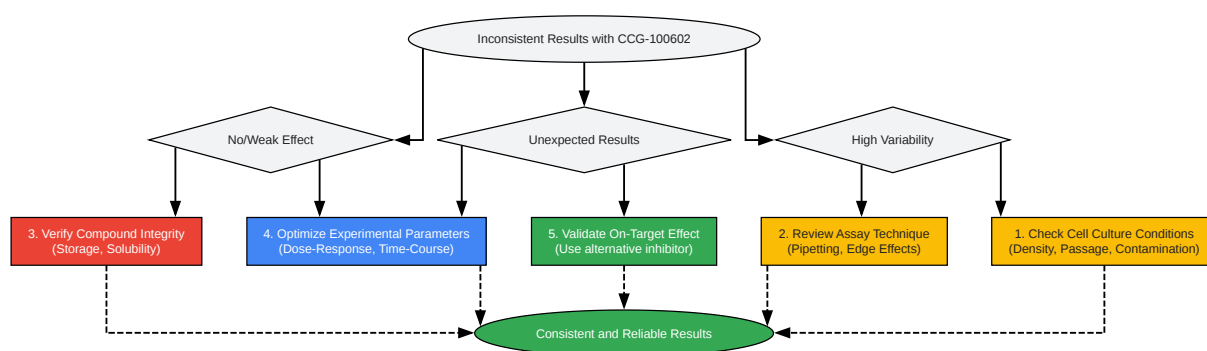 Inconsistent Results with CCG-100602
No/Weak Effect
Unexpected Results
High Variability
3. Verify Compound Integrity
(Storage, Solubility)
4. Optimize Experimental Parameters
(Dose-Response, Time-Course)
5. Validate On-Target Effect
(Use alternative inhibitor)
2. Review Assay Technique
(Pipetting, Edge Effects)
1. Check Cell Culture Conditions
(Density, Passage, Contamination)
Consistent and Reliable Results